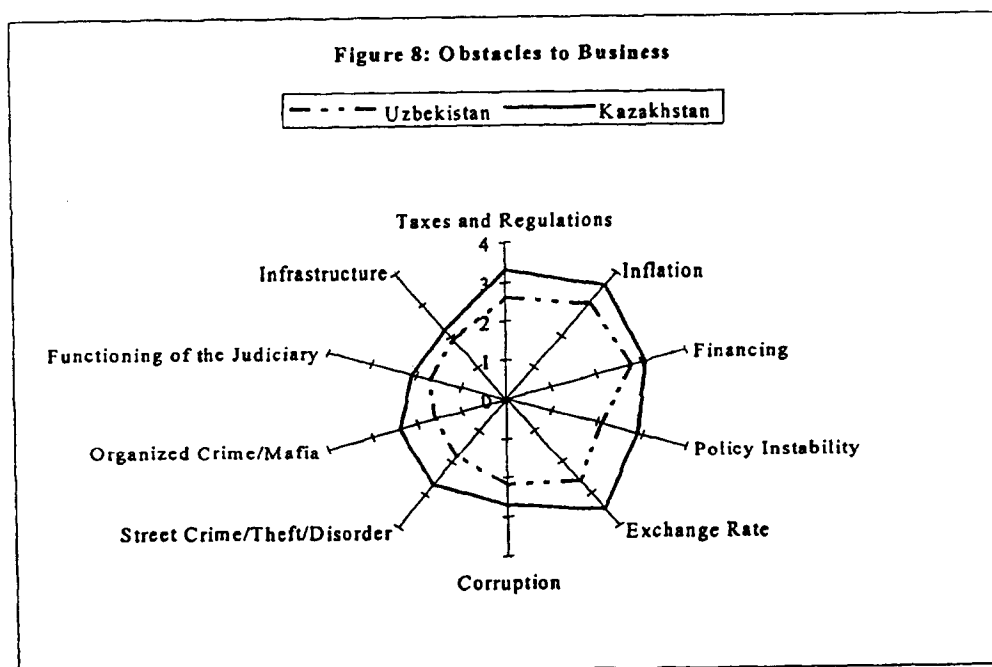 Figure 8: Obstacles to Business
Uzbekistan Kazakhstan
Taxes and Regulations
4
Infrastructure
3
Inflation
2
Functioning of the Judiciary
1
Financing
0
Organized Crime/Mafia
Policy Instability
Street Crime/Theft/Disorder
Exchange Rate
Corruption